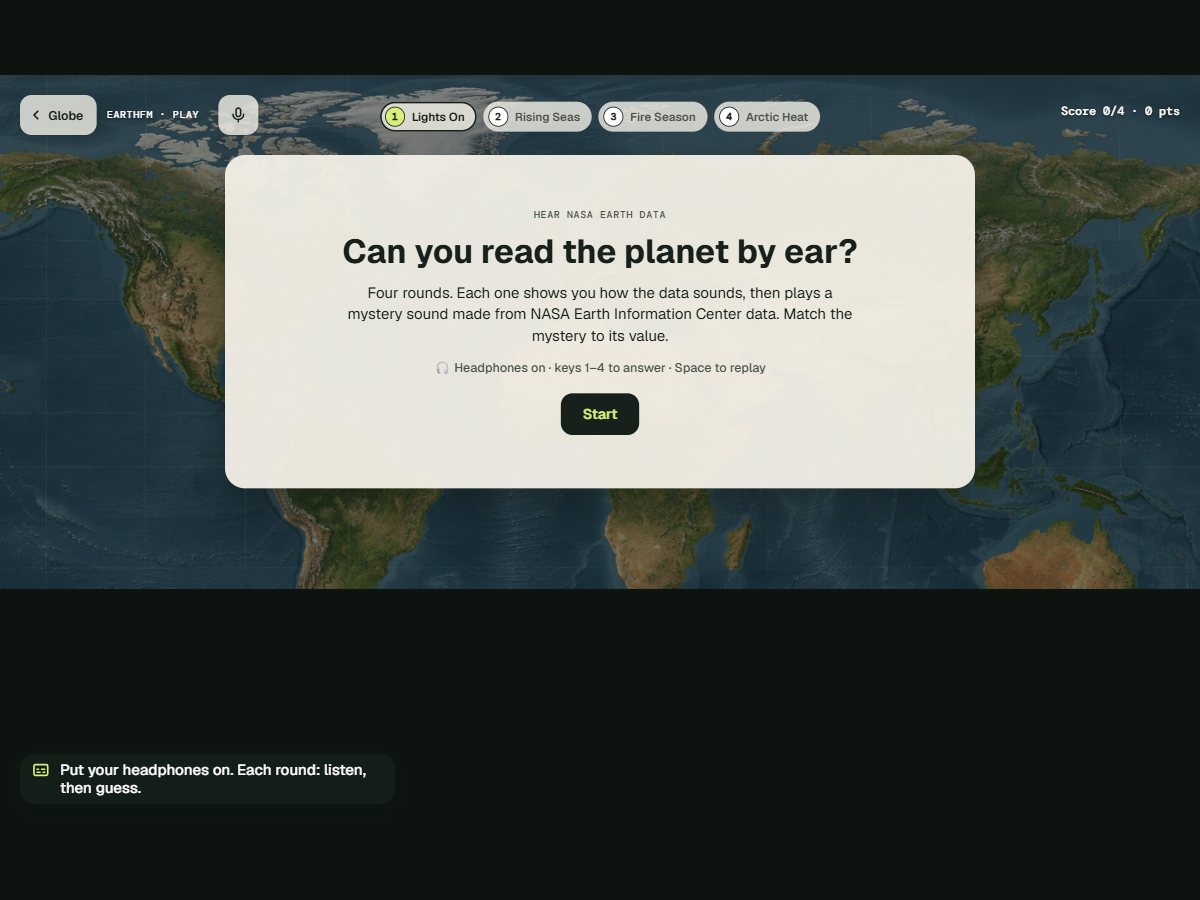 Globe
EARTHFM · PLAY
1 Lights On
2 Rising Seas
3 Fire Season
4 Arctic Heat
Score 0/4 · 0 pts
HEAR NASA EARTH DATA
Can you read the planet by ear?
Four rounds. Each one shows you how the data sounds, then plays a
mystery sound made from NASA Earth Information Center data. Match the
mystery to its value.
🎧 Headphones on · keys 1–4 to answer · Space to replay
Start
Put your headphones on. Each round: listen,
then guess.